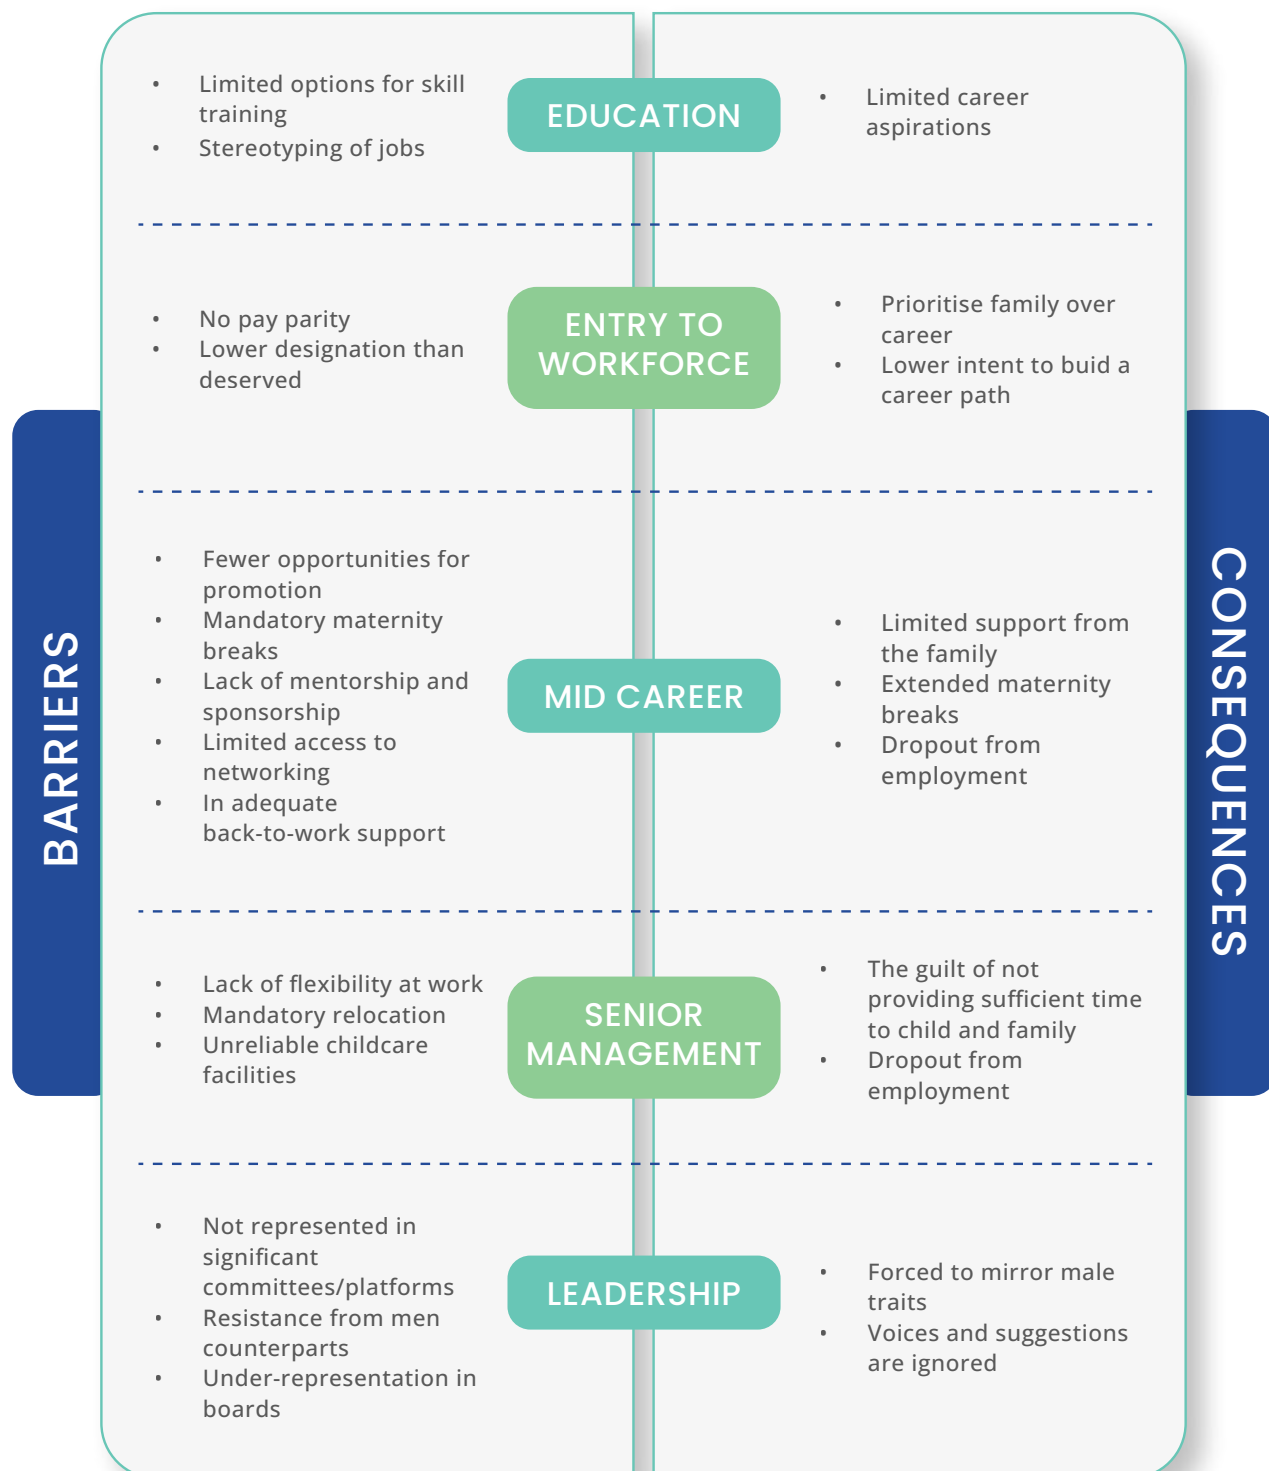 BARRIERS
• Limited options for skill
training
• Stereotyping of jobs
EDUCATION
• Limited career
aspirations
• No pay parity
• Lower designation than
deserved
ENTRY TO
WORKFORCE
• Prioritise family over
career
• Lower intent to buid a
career path
• Fewer opportunities for
promotion
• Mandatory maternity
breaks
• Lack of mentorship and
sponsorship
• Limited access to
networking
• In adequate
back-to-work support
MID CAREER
• Limited support from
the family
• Extended maternity
breaks
• Dropout from
employment
• Lack of flexibility at work
• Mandatory relocation
• Unreliable childcare
facilities
SENIOR
MANAGEMENT
• The guilt of not
providing sufficient time
to child and family
• Dropout from
employment
• Not represented in
significant
committees/platforms
• Resistance from men
counterparts
• Under-representation in
boards
LEADERSHIP
• Forced to mirror male
traits
• Voices and suggestions
are ignored
CONSEQUENCES